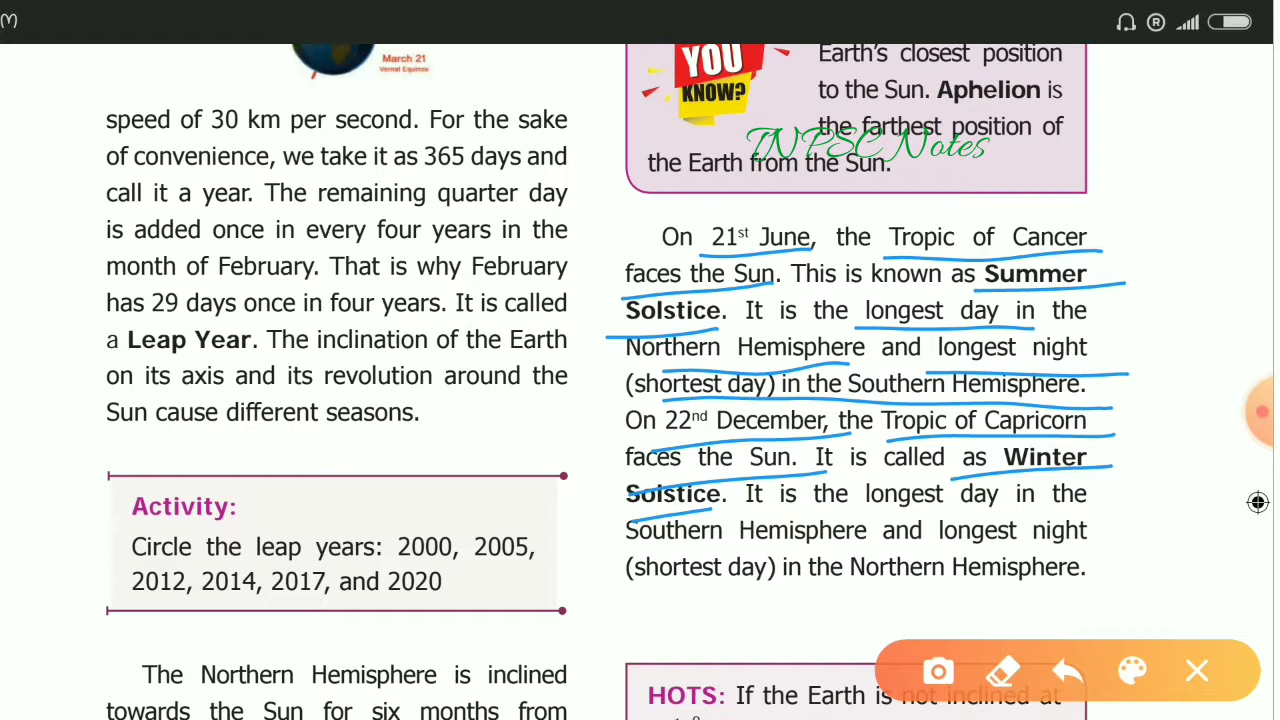 ო
March 21
Vernal Equinox
speed of 30 km per second. For the sake
of convenience, we take it as 365 days and
call it a year. The remaining quarter day
is added once in every four years in the
month of February. That is why February
has 29 days once in four years. It is called
a Leap Year. The inclination of the Earth
on its axis and its revolution around the
Sun cause different seasons.
Activity:
Circle the leap years: 2000, 2005,
2012, 2014, 2017, and 2020
The Northern Hemisphere is inclined
towards the Sun for six months from
YOU
KNOW?
Earth's closest position
to the Sun. Aphelion is
the farthest position of
the Earth from the Sun.
TNPSC Notes
On 21st June, the Tropic of Cancer
faces the Sun. This is known as Summer
Solstice. It is the longest day in the
Northern Hemisphere and longest night
(shortest day) in the Southern Hemisphere.
On 22nd December, the Tropic of Capricorn
faces the Sun. It is called as Winter
Solstice. It is the longest day in the
Southern Hemisphere and longest night
(shortest day) in the Northern Hemisphere.
HOTS: If the Earth is not inclined at
R